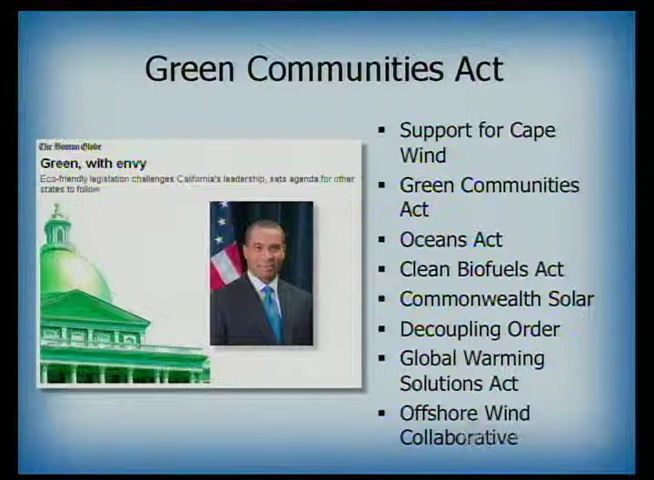 Green Communities Act
The Boston Globe
Green, with envy
Eco-friendly legislation challenges California's leadership, sets agenda for other
states to follow
▪ Support for Cape
Wind
▪ Green Communities
Act
▪ Oceans Act
▪ Clean Biofuels Act
▪ Commonwealth Solar
▪ Decoupling Order
▪ Global Warming
Solutions Act
▪ Offshore Wind
Collaborative